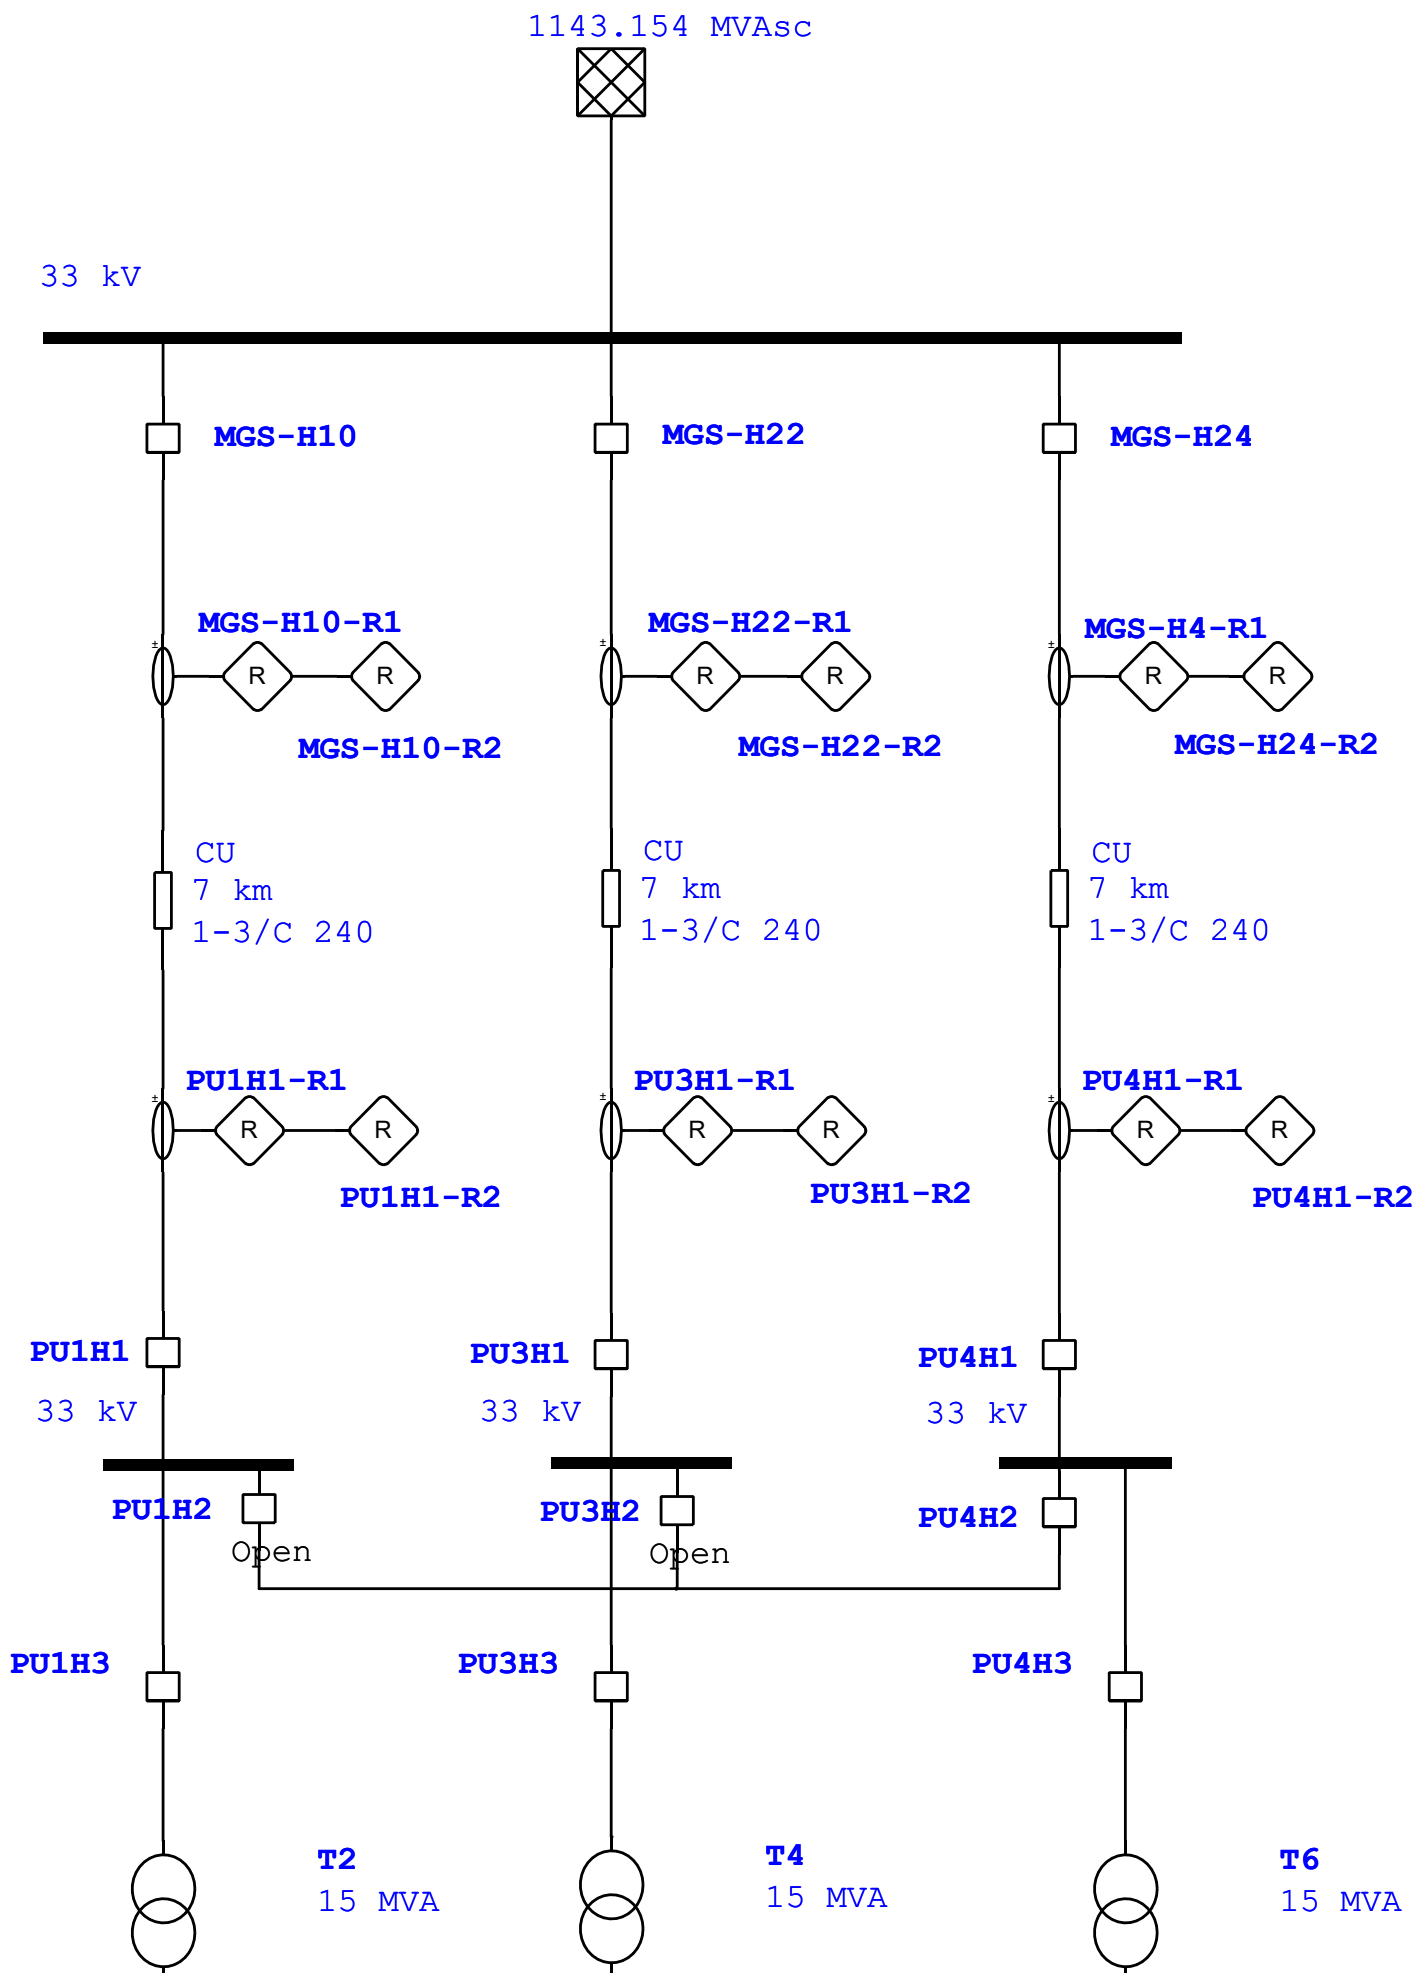 1143.154 MVAsc
33 kV
MGS-H10
MGS-H22
MGS-H24
MGS-H10-R1
MGS-H22-R1
MGS-H4-R1
±
±
±
R
R
R
R
R
R
MGS-H10-R2
MGS-H22-R2
MGS-H24-R2
CU
7 km
1-3/C 240
CU
7 km
1-3/C 240
CU
7 km
1-3/C 240
PU1H1-R1
PU3H1-R1
PU4H1-R1
±
±
±
R
R
R
R
R
R
PU1H1-R2
PU3H1-R2
PU4H1-R2
PU1H1
PU3H1
PU4H1
33 kV
33 kV
33 kV
PU1H2
PU3H2
PU4H2
Open
Open
PU1H3
PU3H3
PU4H3
T2
15 MVA
T4
15 MVA
T6
15 MVA